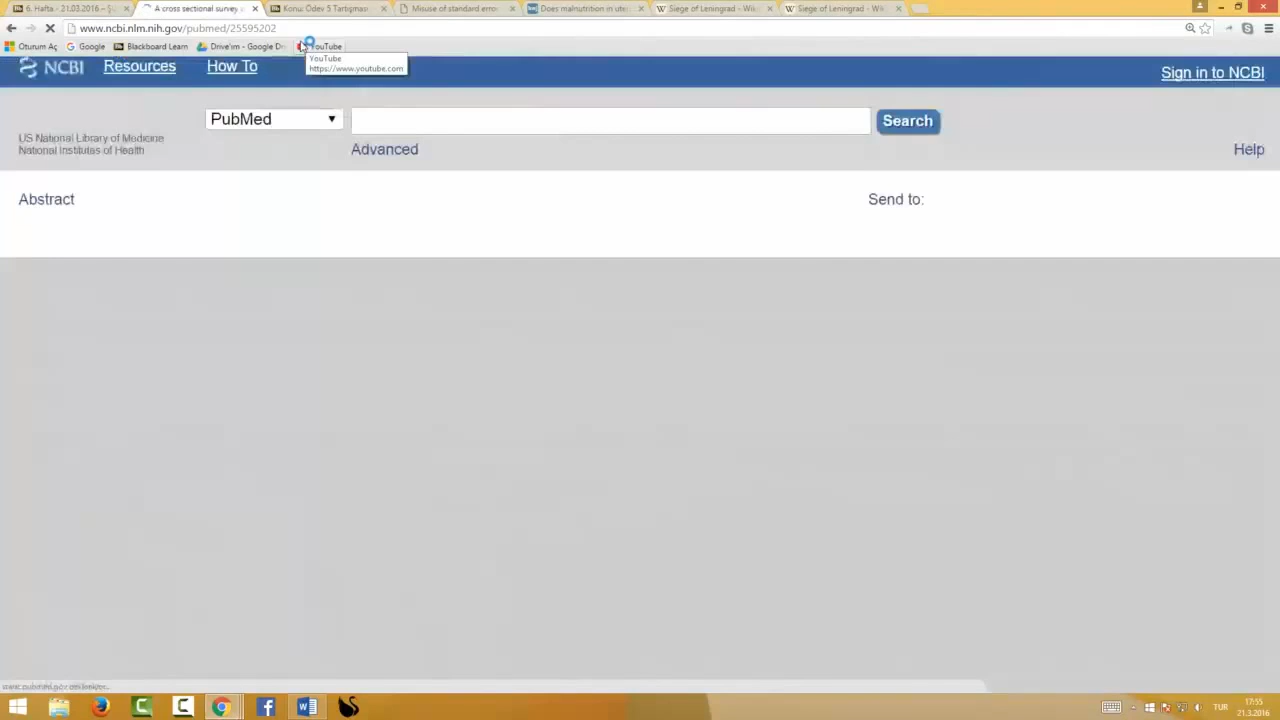 6. Hafta - 21.03.2016 – Ş
A cross sectional survey
Konu: Ödev 5 Tartışması
Misuse of standard error
Does malnutrition in ute
Siege of Leningrad - Wik
Siege of Leningrad - Wik
www.ncbi.nlm.nih.gov/pubmed/25595202
Oturum Aç
Google
Blackboard Learn
Drive'ım - Google Dr
YouTube
YouTube
https://www.youtube.com
NCBI
Resources
How To
Sign in to NCBI
PubMed
Search
US National Library of Medicine
National Institutes of Health
Advanced
Help
Abstract
Send to:
TUR
17:55
21.3.2016